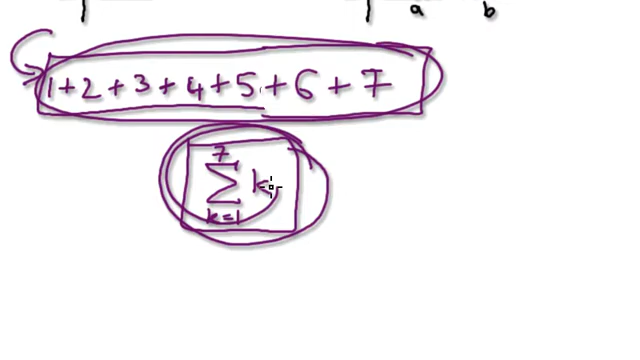 a b
1+2+3+4+5+6+7
7
∑ k
k=1